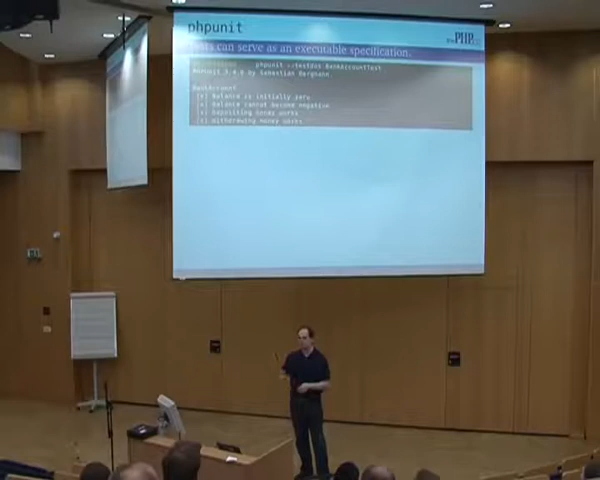 phpunit
PHP
can serve as an executable specification.
phpunit --testdox BankAccountTest
PHPUnit 3.4.0 by Sebastian Bergmann.
BankAccount
[x] Balance is initially zero
[x] Balance cannot become negative
[x] Depositing money works
[x] Withdrawing money works